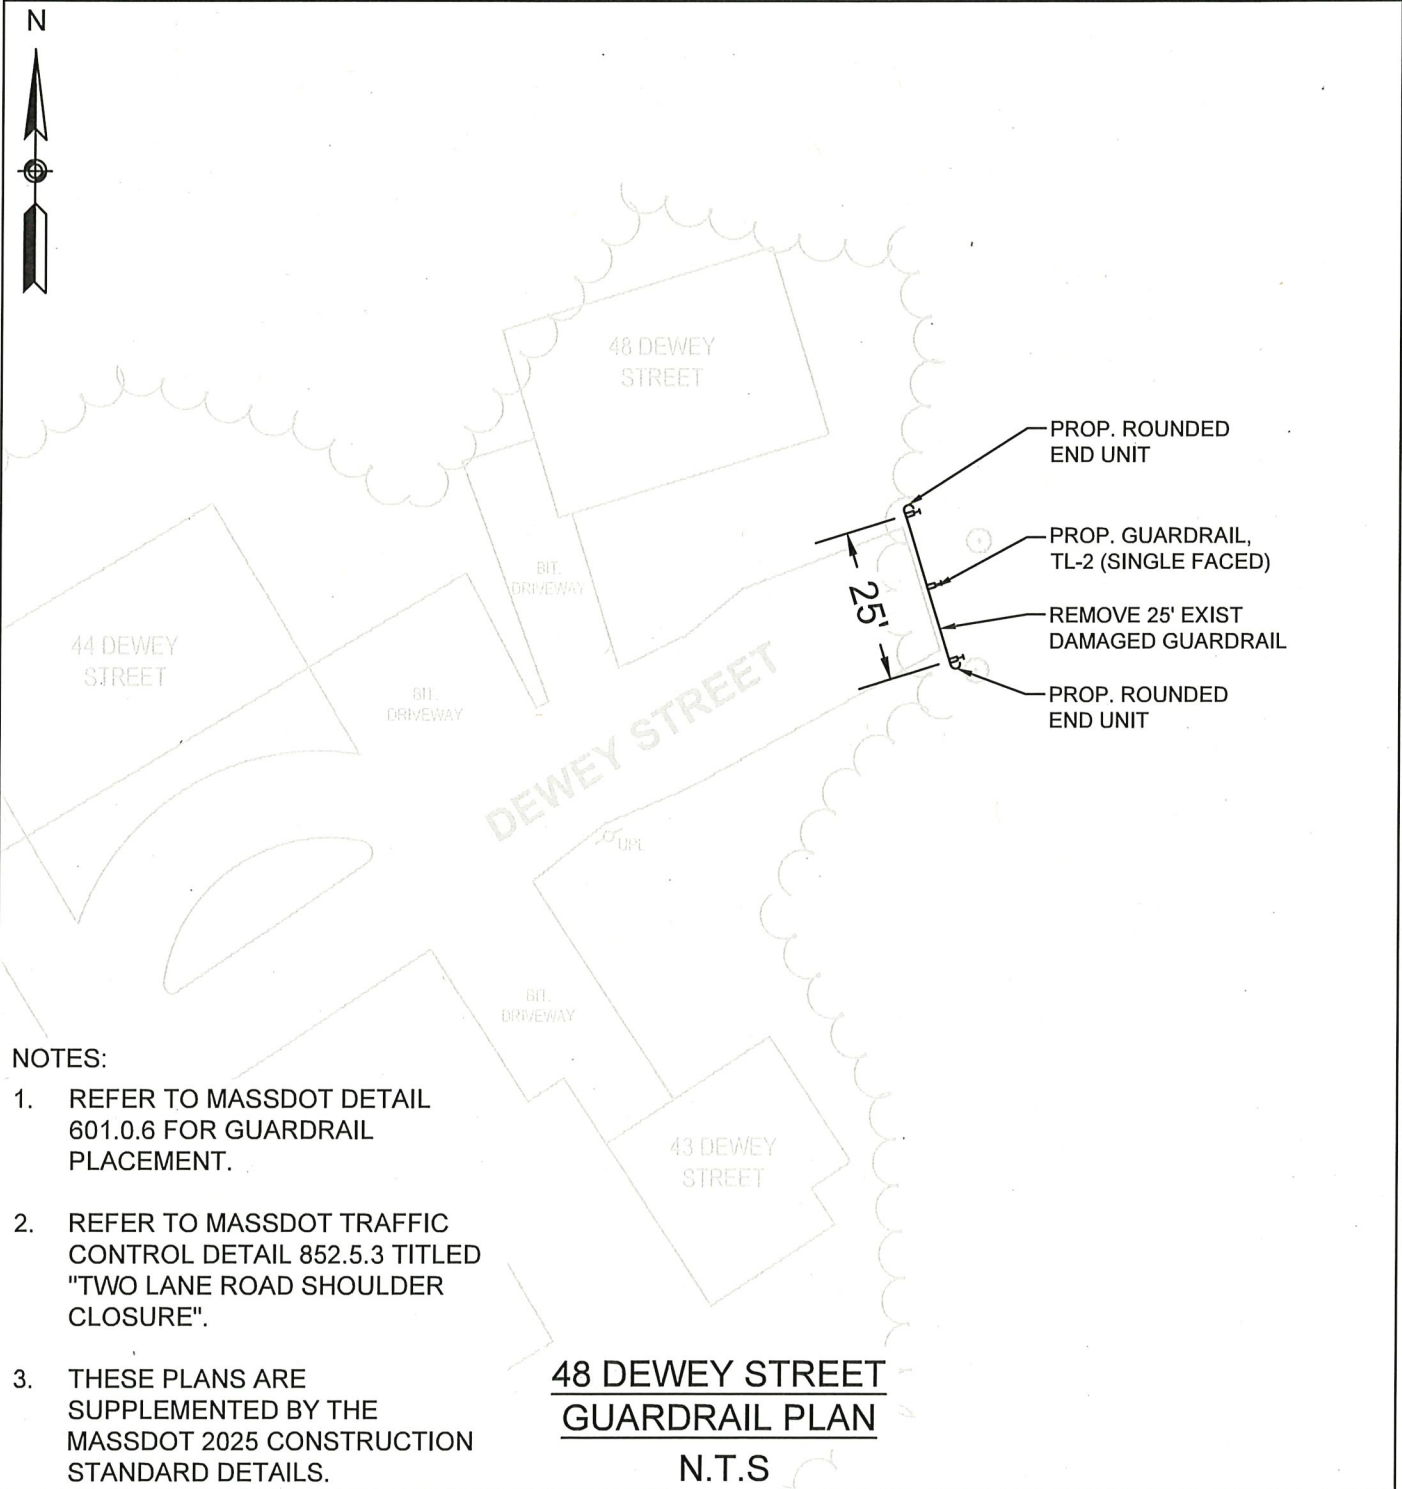 N
48 DEWEY
STREET
PROP. ROUNDED
END UNIT
PROP. GUARDRAIL,
TL-2 (SINGLE FACED)
25'
REMOVE 25' EXIST
DAMAGED GUARDRAIL
PROP. ROUNDED
END UNIT
BIT.
DRIVEWAY
44 DEWEY
STREET
BIT.
DRIVEWAY
DEWEY STREET
UPL
BIT.
DRIVEWAY
43 DEWEY
STREET
NOTES:
1. REFER TO MASSDOT DETAIL
601.0.6 FOR GUARDRAIL
PLACEMENT.
2. REFER TO MASSDOT TRAFFIC
CONTROL DETAIL 852.5.3 TITLED
"TWO LANE ROAD SHOULDER
CLOSURE".
3. THESE PLANS ARE
SUPPLEMENTED BY THE
MASSDOT 2025 CONSTRUCTION
STANDARD DETAILS.
48 DEWEY STREET
GUARDRAIL PLAN
N.T.S